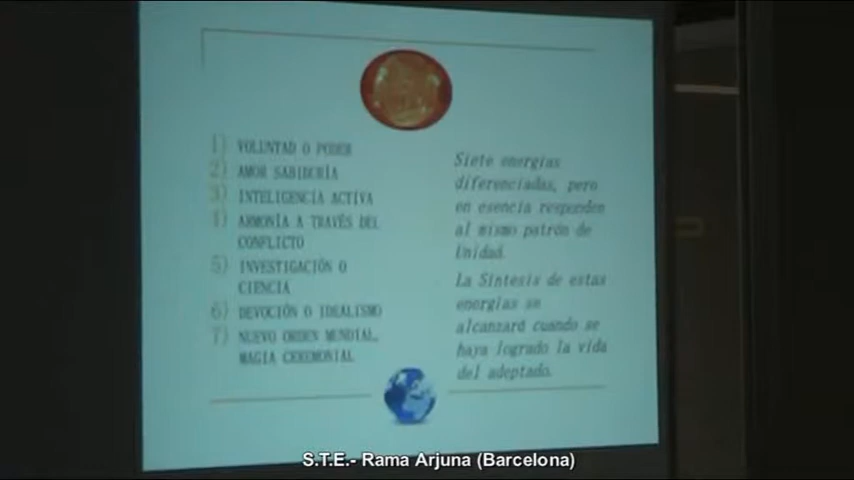 1) VOLUNTAD O PODER
2) AMOR SABIDURÍA
3) INTELIGENCIA ACTIVA
4) ARMONÍA A TRAVÉS DEL
CONFLICTO
5) INVESTIGACIÓN O
CIENCIA
6) DEVOCIÓN O IDEALISMO
7) NUEVO ORDEN MUNDIAL,
MAGIA CEREMONIAL
Siete energías
diferenciadas, pero
en esencia responden
al mismo patrón de
Unidad.
La Síntesis de estas
energías se
alcanzará cuando se
haya logrado la vida
del adeptado.
S.T.E.- Rama Arjuna (Barcelona)